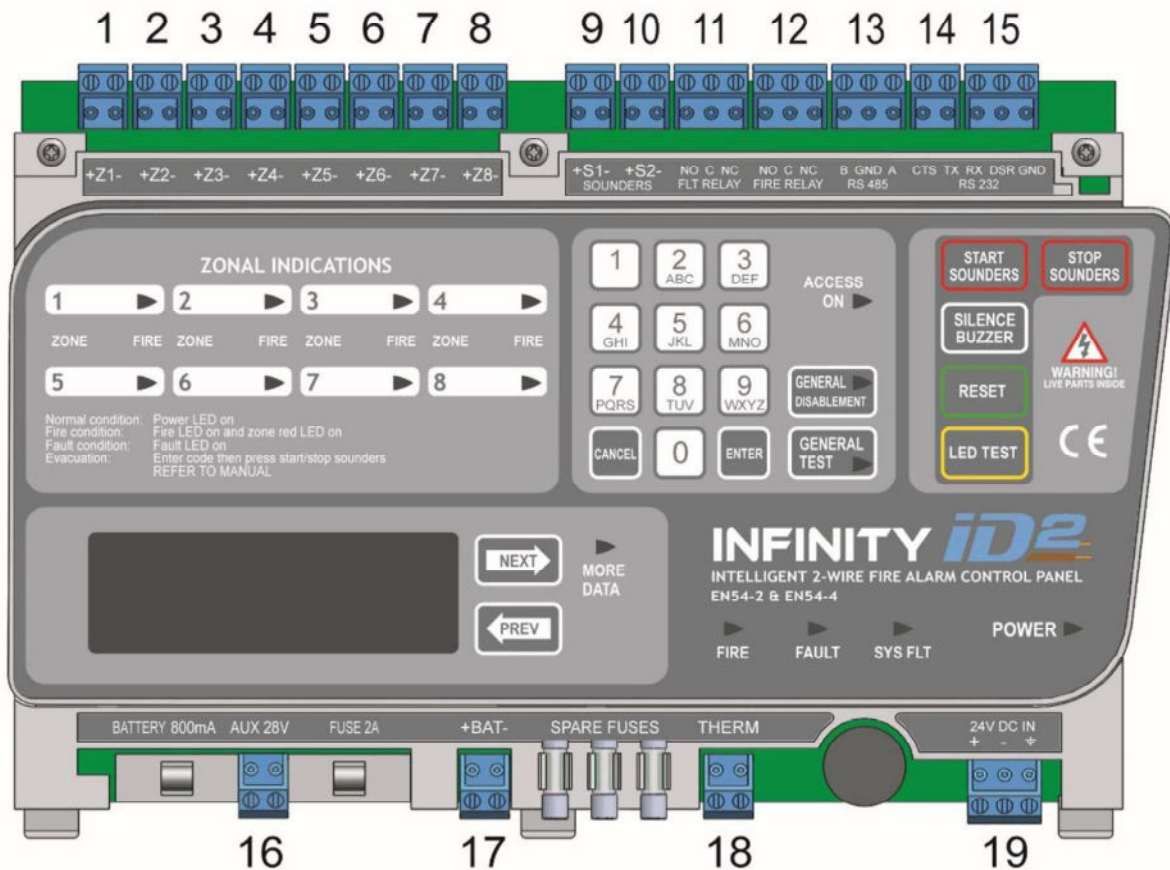 1 2 3 4 5 6 7 8 9 10 11 12 13 14 15
+Z1- +Z2- +Z3- +Z4- +Z5- +Z6- +Z7- +Z8-
+S1- +S2-
SOUNDERS
NO C NC
FLT RELAY
NO C NC
FIRE RELAY
B GND A
RS 485
CTS TX RX DSR GND
RS 232
ZONAL INDICATIONS
1 2 3 4
ZONE FIRE ZONE FIRE ZONE FIRE ZONE FIRE
5 6 7 8
Normal condition: Power LED on
Fire condition: Fire LED on and zone red LED on
Fault condition: Fault LED on
Evacuation: Enter code then press start/stop sounders
REFER TO MANUAL
1
2
ABC
3
DEF
4
GHI
5
JKL
6
MNO
7
PQRS
8
TUV
9
WXYZ
CANCEL
0
ENTER
ACCESS
ON
GENERAL
DISABLEMENT
GENERAL
TEST
START
SOUNDERS
STOP
SOUNDERS
SILENCE
BUZZER
RESET
LED TEST
WARNING!
LIVE PARTS INSIDE
CE
NEXT
PREV
MORE
DATA
INFINITY iD2
INTELLIGENT 2-WIRE FIRE ALARM CONTROL PANEL
EN54-2 & EN54-4
FIRE FAULT SYS FLT
POWER
BATTERY 800mA AUX 28V FUSE 2A +BAT- SPARE FUSES THERM
24V DC IN
+ -
16 17 18 19